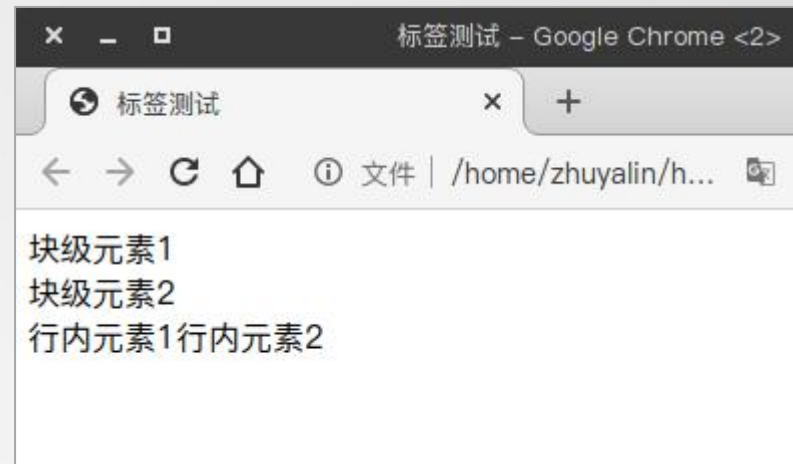 标签测试 – Google Chrome <2>
标签测试
文件 /home/zhuyalin/h...
块级元素1
块级元素2
行内元素1行内元素2